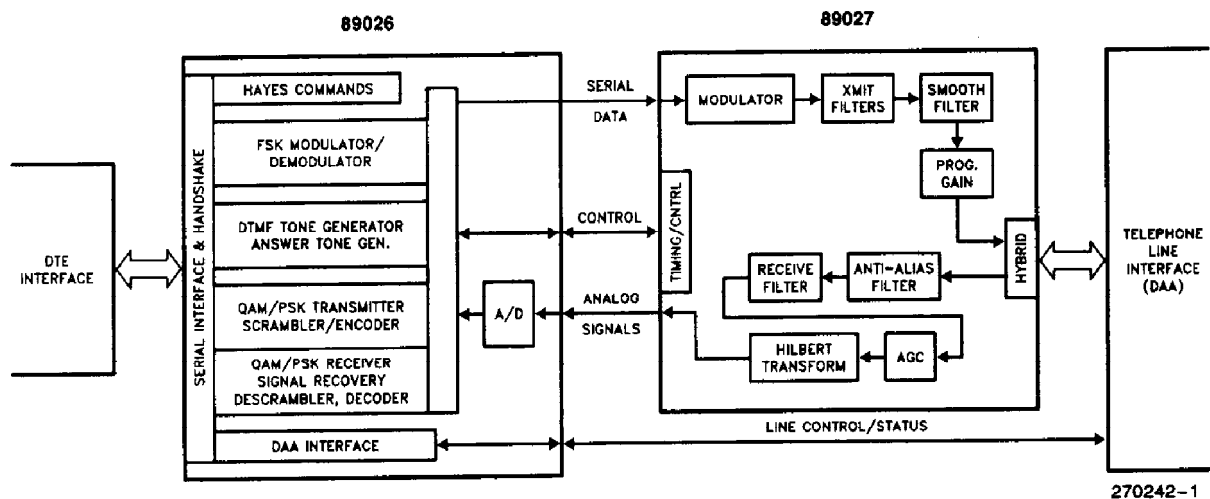 89026
89027
DTE
INTERFACE
SERIAL INTERFACE & HANDSHAKE
HAYES COMMANDS
FSK MODULATOR/
DEMODULATOR
DTMF TONE GENERATOR
ANSWER TONE GEN.
QAM/PSK TRANSMITTER
SCRAMBLER/ENCODER
QAM/PSK RECEIVER
SIGNAL RECOVERY
DESCRAMBLER, DECODER
DAA INTERFACE
A/D
SERIAL
DATA
CONTROL
ANALOG
SIGNALS
TIMING/CNTRL
MODULATOR
XMIT
FILTERS
SMOOTH
FILTER
PROG.
GAIN
HYBRID
RECEIVE
FILTER
ANTI-ALIAS
FILTER
HILBERT
TRANSFORM
AGC
LINE CONTROL/STATUS
TELEPHONE
LINE
INTERFACE
(DAA)
270242-1